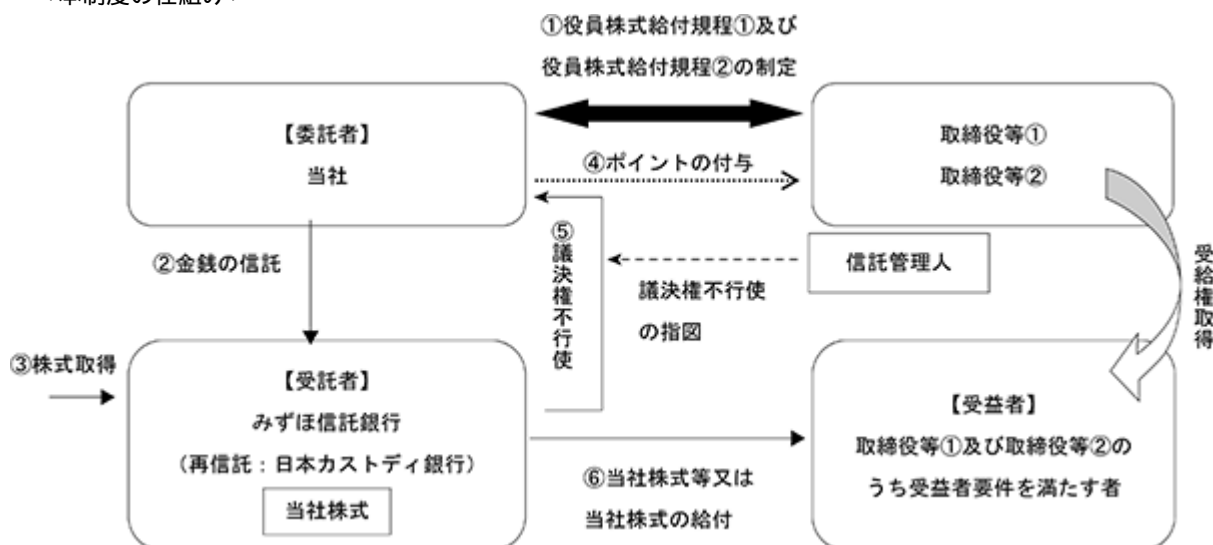 本制度の仕組み
①役員株式給付規程①及び
役員株式給付規程②の制定
【委託者】
当社
取締役等①
取締役等②
④ポイントの付与
②金銭の信託
⑤議決権不行使
信託管理人
議決権不行使
の指図
受給権取得
③株式取得
【受託者】
みずほ信託銀行
（再信託：日本カストディ銀行）
当社株式
⑥当社株式等又は
当社株式の給付
【受益者】
取締役等①及び取締役等②の
うち受益者要件を満たす者